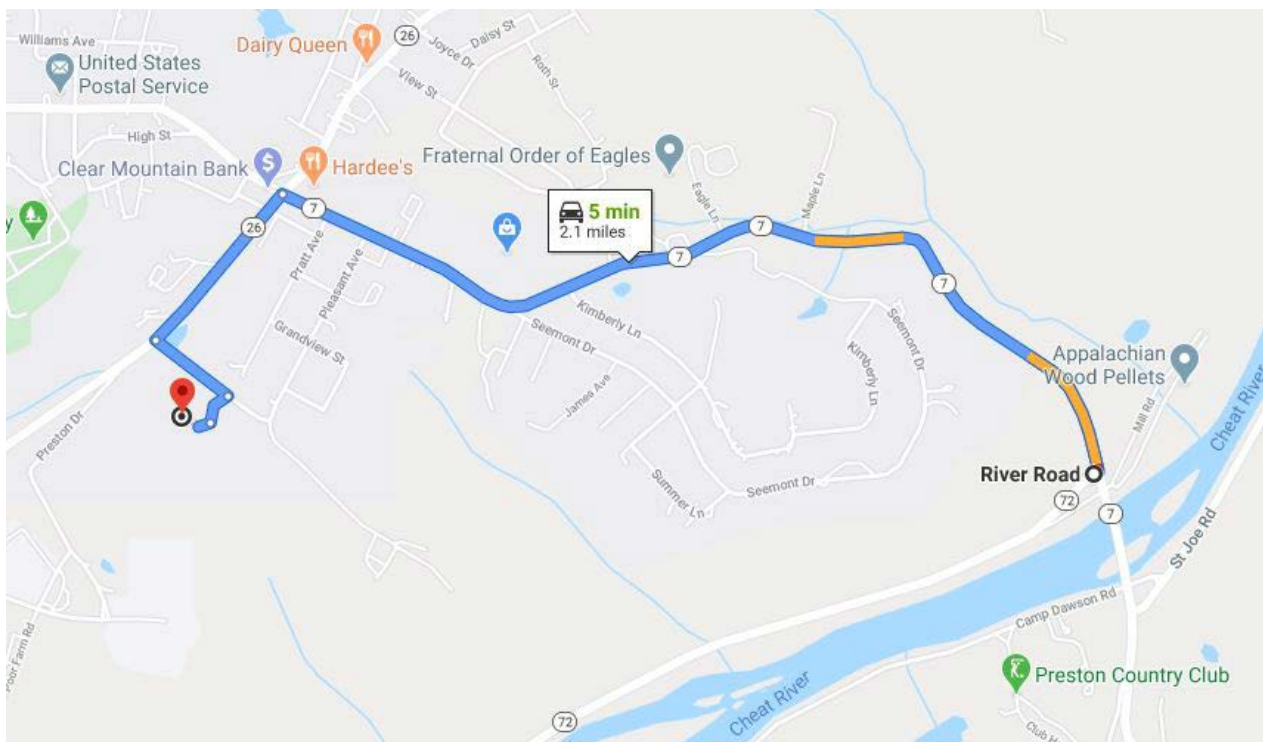 Williams Ave
United States
Postal Service
Dairy Queen
26
Joyce Dr
Daisy St
Roth St
View St
High St
Clear Mountain Bank
Hardee's
7
Fraternal Order of Eagles
Eagle Ln
Maple Ln
5 min
2.1 miles
7
7
7
26
Pratt Ave
Pleasant Ave
Grandview St
Kimberly Ln
Seemont Dr
James Ave
Kimberly Ln
Seemont Dr
Summer Ln
Seemont Dr
Appalachian
Wood Pellets
Mill Rd
Cheat River
River Road
72
7
St Joe Rd
Preston Dr
Poor Farm Rd
Camp Dawson Rd
Preston Country Club
Cheat River
72
Club H